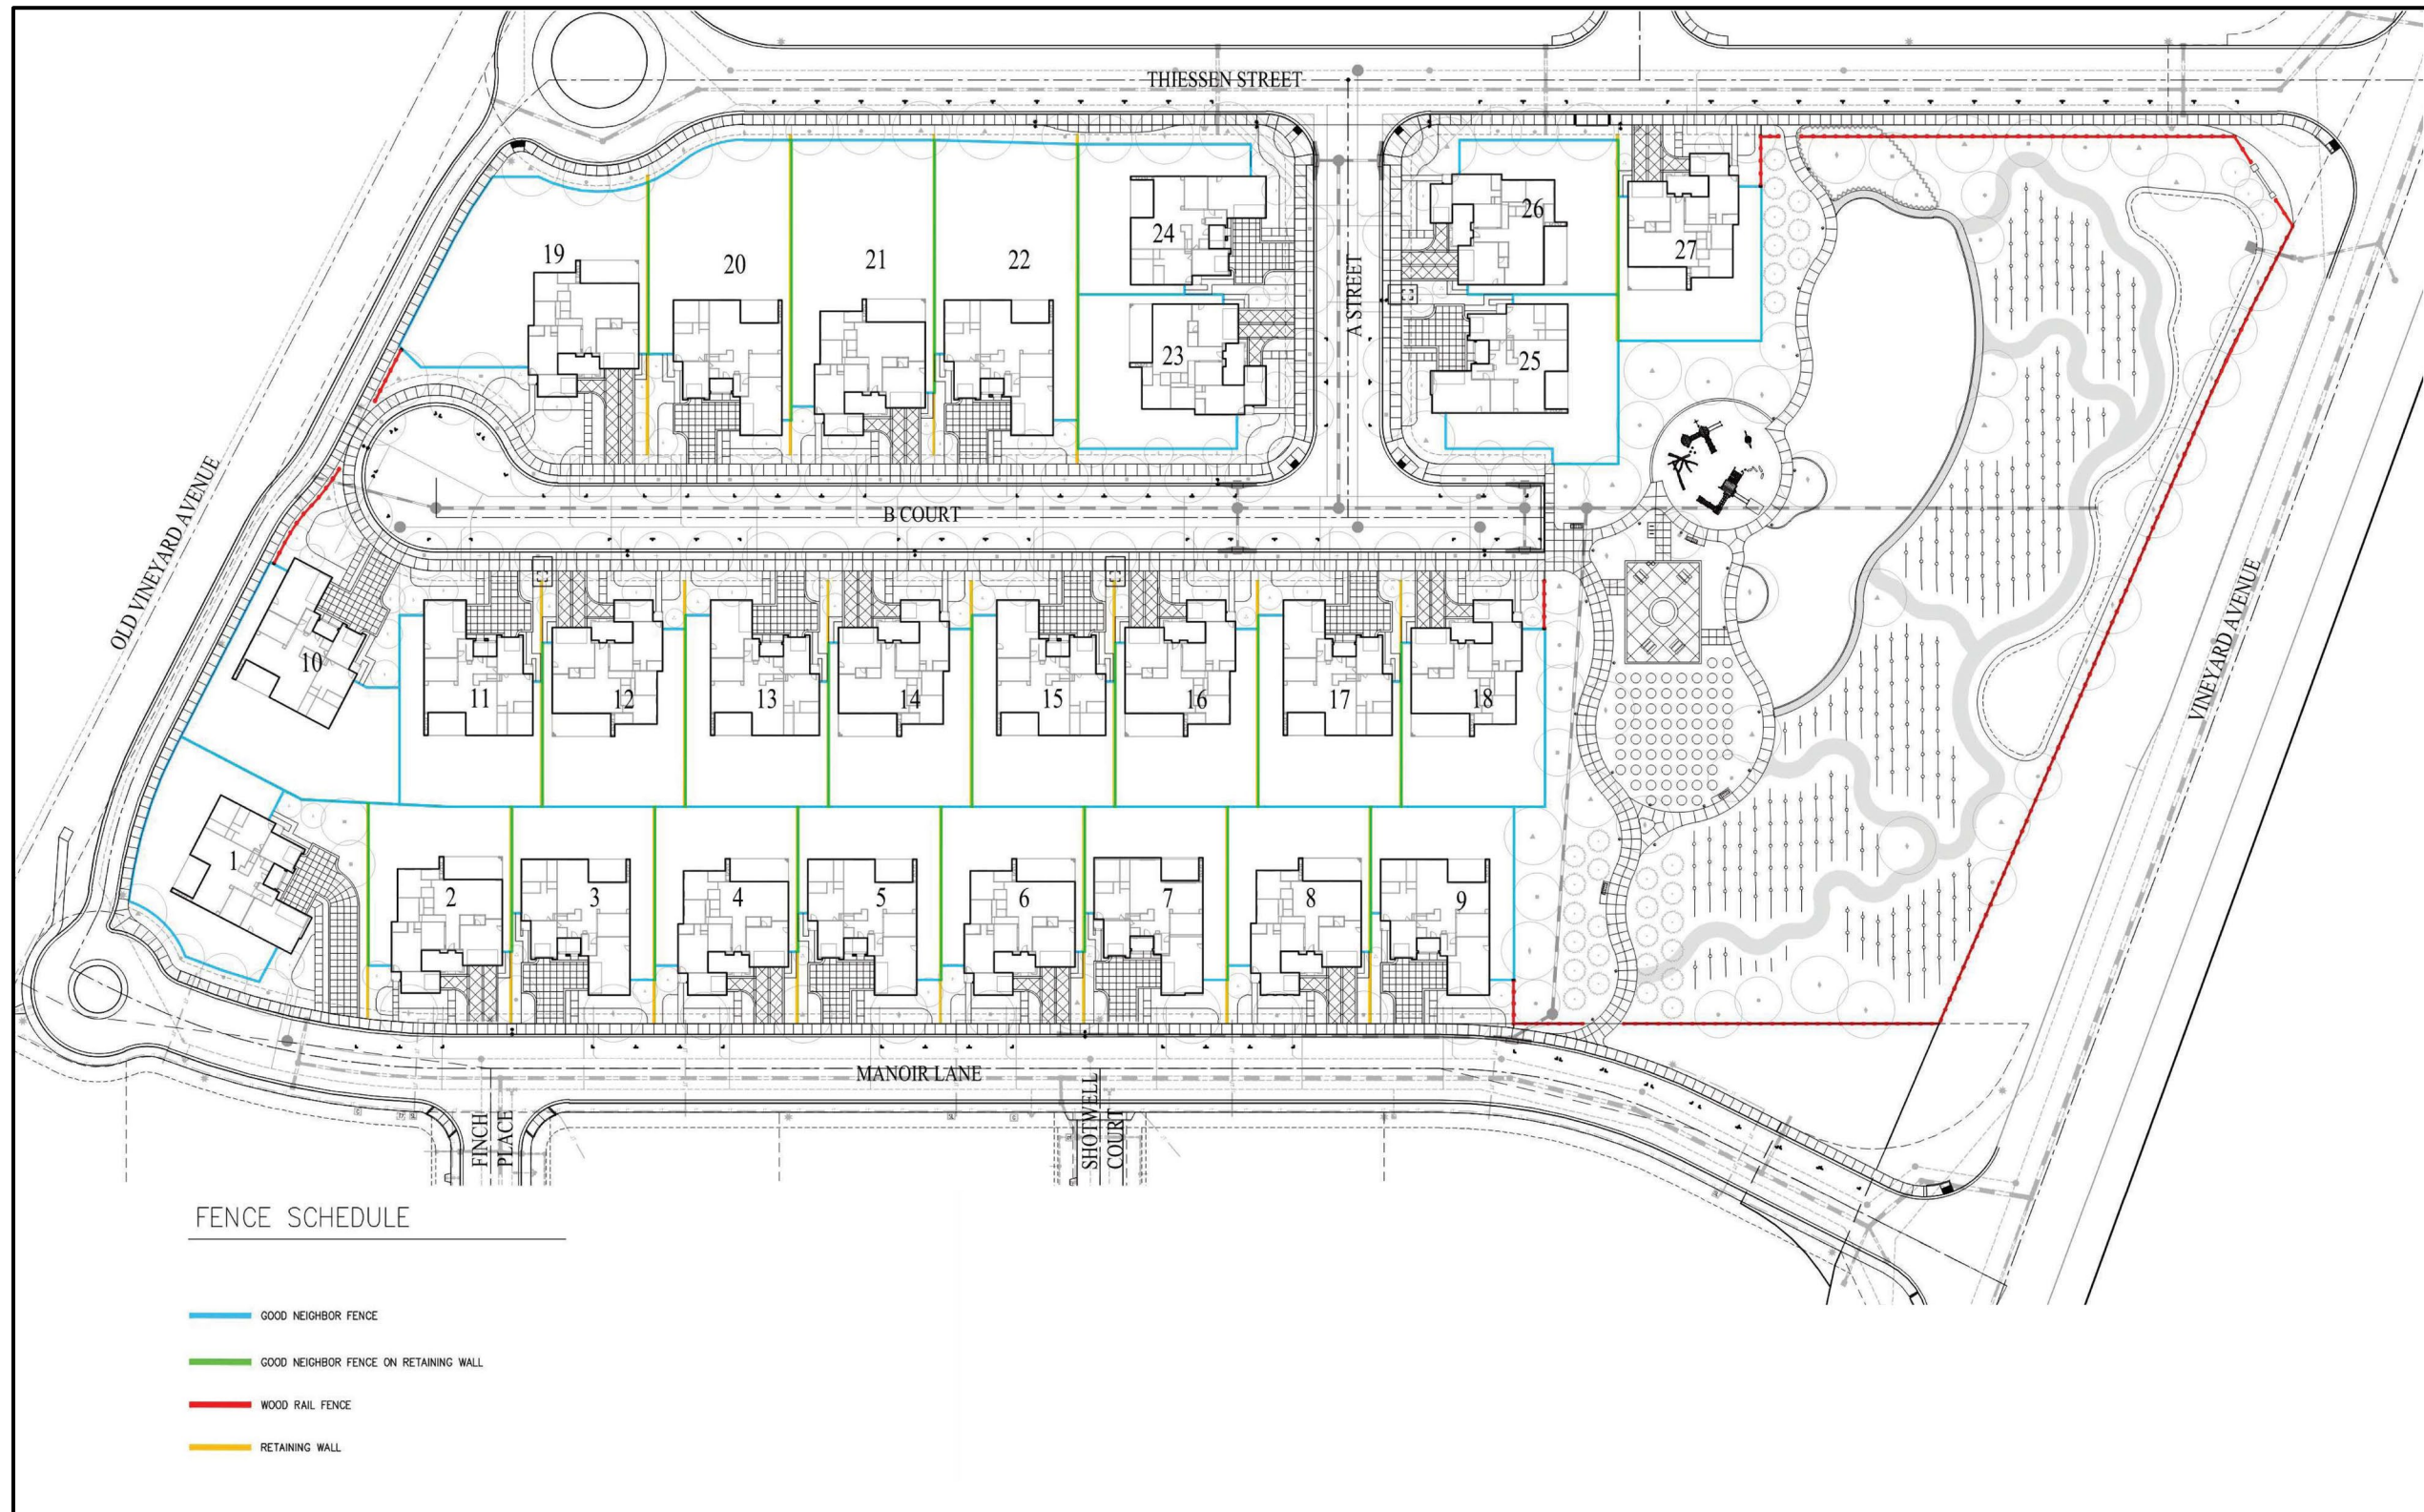 THIESSEN STREET
19
20
21
22
24
23
26
27
25
A STREET
B COURT
OLD VINEYARD AVENUE
VINEYARD AVENUE
10
11
12
13
14
15
16
17
18
1
2
3
4
5
6
7
8
9
MANOIR LANE
FINCH
PLACE
SHOTWELL
COURT
FENCE SCHEDULE
GOOD NEIGHBOR FENCE
GOOD NEIGHBOR FENCE ON RETAINING WALL
WOOD RAIL FENCE
RETAINING WALL